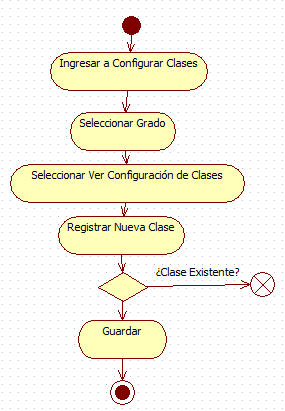 Ingresar a Configurar Clases
Seleccionar Grado
Seleccionar Ver Configuración de Clases
Registrar Nueva Clase
¿Clase Existente?
Guardar